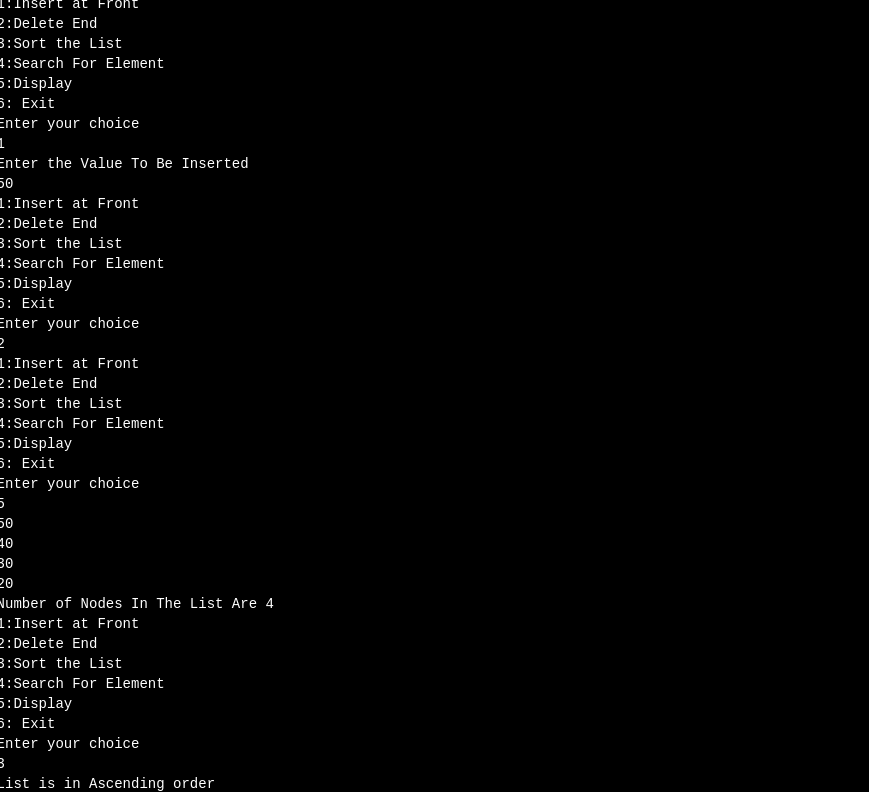 1:Insert at Front
2:Delete End
3:Sort the List
4:Search For Element
5:Display
6: Exit
Enter your choice
1
Enter the Value To Be Inserted
50
1:Insert at Front
2:Delete End
3:Sort the List
4:Search For Element
5:Display
6: Exit
Enter your choice
2
1:Insert at Front
2:Delete End
3:Sort the List
4:Search For Element
5:Display
6: Exit
Enter your choice
5
50
40
30
20
Number of Nodes In The List Are 4
1:Insert at Front
2:Delete End
3:Sort the List
4:Search For Element
5:Display
6: Exit
Enter your choice
3
List is in Ascending order